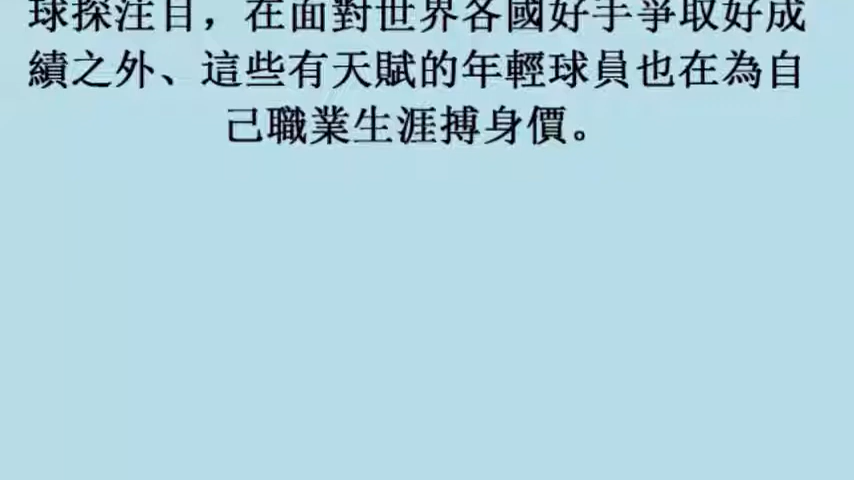 球探注目，在面對世界各國好手爭取好成
績之外、這些有天賦的年輕球員也在為自
己職業生涯搏身價。